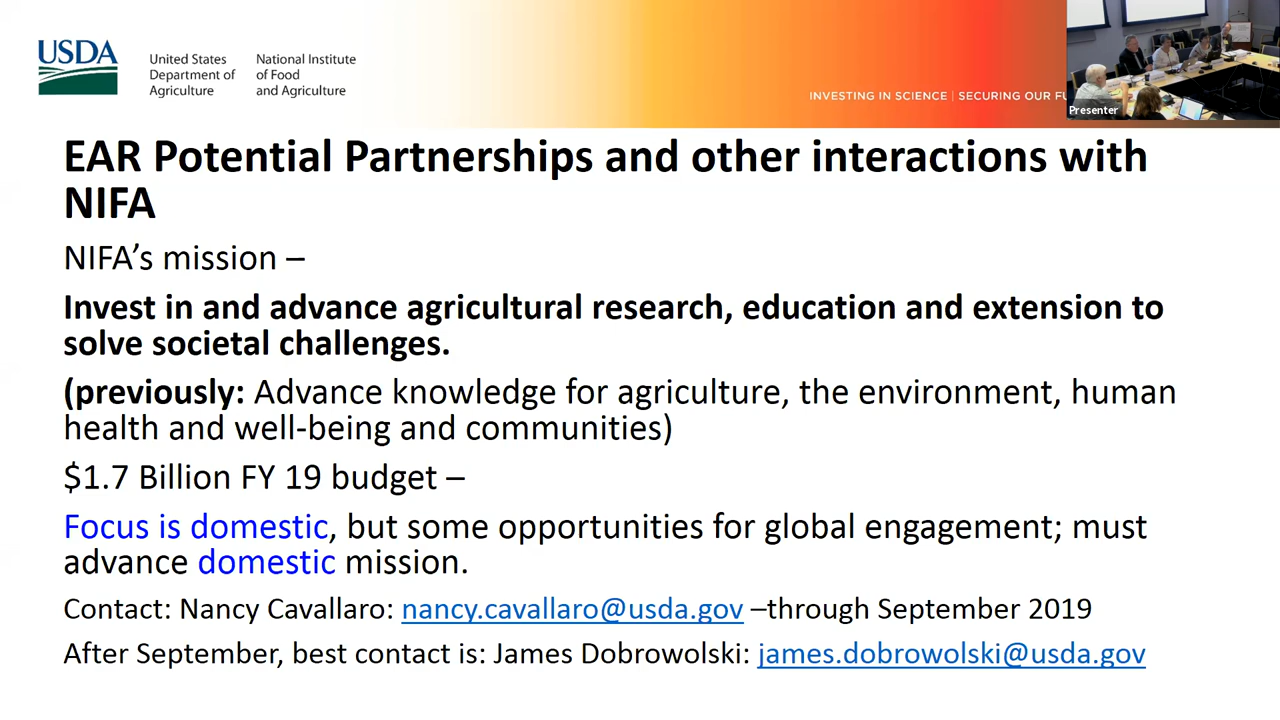 USDA
United States
Department of
Agriculture
National Institute
of Food
and Agriculture
INVESTING IN SCIENCE | SECURING OUR FU
Presenter
EAR Potential Partnerships and other interactions with
NIFA
NIFA’s mission –
Invest in and advance agricultural research, education and extension to
solve societal challenges.
(previously: Advance knowledge for agriculture, the environment, human
health and well-being and communities)
$1.7 Billion FY 19 budget –
Focus is domestic, but some opportunities for global engagement; must
advance domestic mission.
Contact: Nancy Cavallaro: nancy.cavallaro@usda.gov –through September 2019
After September, best contact is: James Dobrowolski: james.dobrowolski@usda.gov